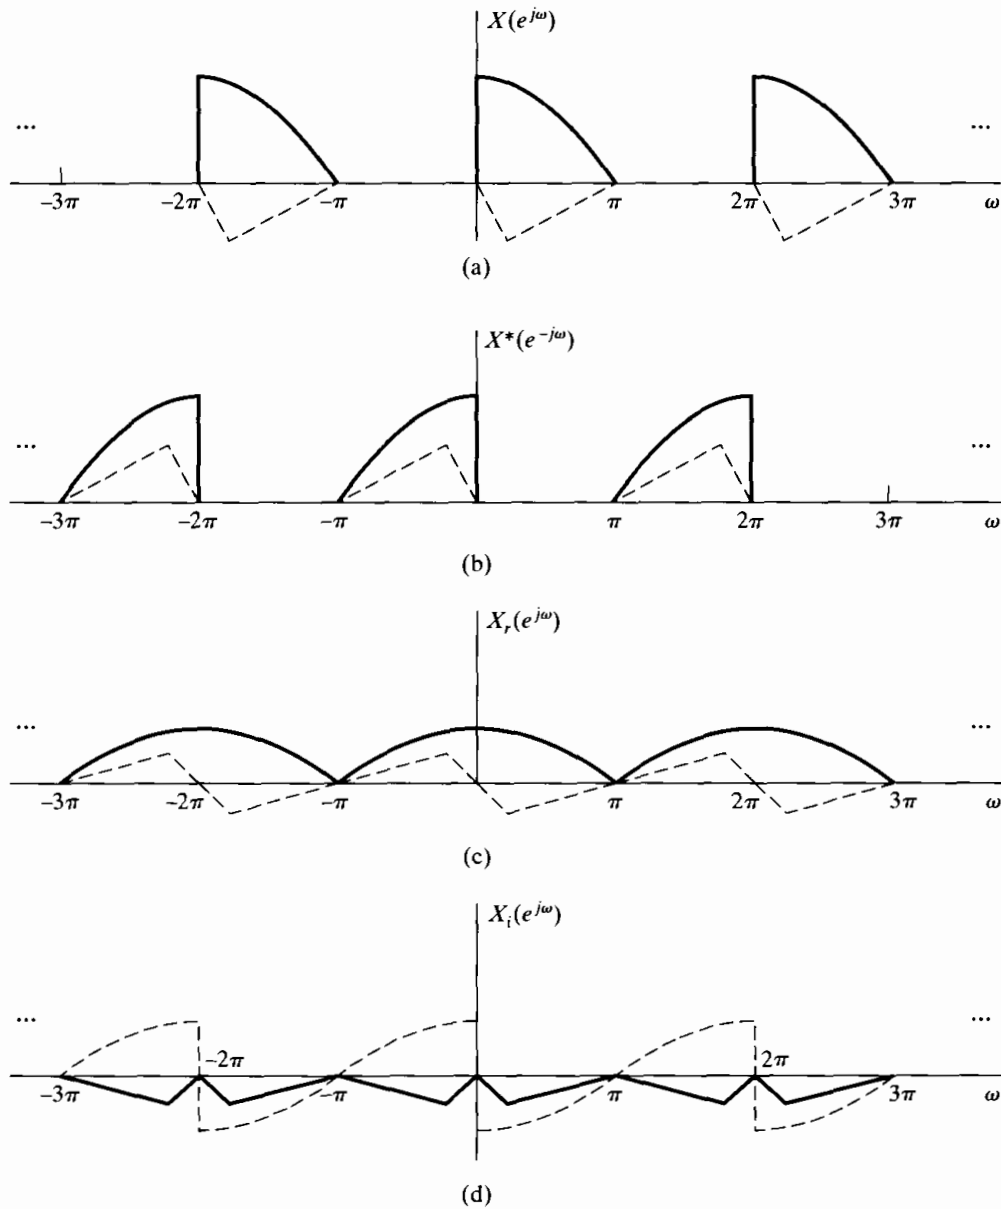 X(e^{jω})
... ...
−3π −2π −π π 2π 3π ω
(a)
X*(e^{−jω})
... ...
−3π −2π −π π 2π 3π ω
(b)
X_r(e^{jω})
... ...
−3π −2π −π π 2π 3π ω
(c)
X_i(e^{jω})
... ...
−2π 2π
−3π −π π 3π ω
(d)